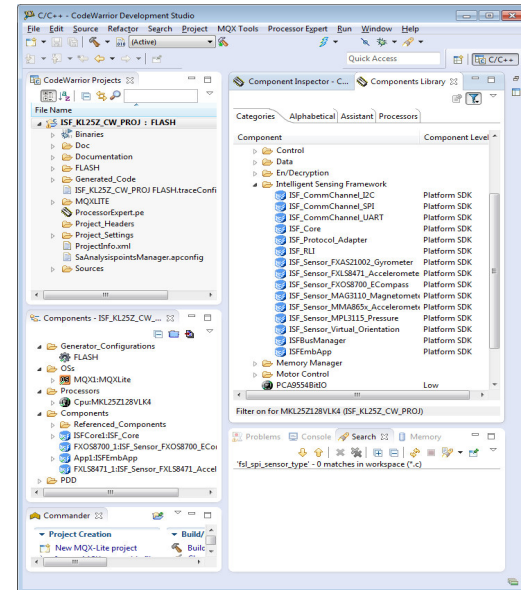 C/C++ - CodeWarrior Development Studio
File Edit Source Refactor Search Project MQX Tools Processor Expert Run Window Help
(Active)
Quick Access
C/C++
CodeWarrior Projects
File Name
ISF_KL25Z_CW_PROJ : FLASH
Binaries
Doc
Documentation
FLASH
Generated_Code
ISF_KL25Z_CW_PROJ FLASH.traceConfi
MQXLITE
ProcessorExpert.pe
Project_Headers
Project_Settings
ProjectInfo.xml
SaAnalysispointsManager.apconfig
Sources
Components - ISF_KL25Z_CW_...
Generator_Configurations
FLASH
OSs
MQX1:MQXLite
Processors
Cpu:MKL25Z128VLK4
Components
Referenced_Components
ISFCore1:ISF_Core
FXOS8700_1:ISF_Sensor_FXOS8700_ECor
App1:ISFEmbApp
FXLS8471_1:ISF_Sensor_FXLS8471_Accel
PDD
Commander
Project Creation
Build/
New MQX-Lite project
Build
Component Inspector - C...
Components Library
Categories Alphabetical Assistant Processors
Component Component Level
Control
Data
En/Decryption
Intelligent Sensing Framework
ISF_CommChannel_I2C Platform SDK
ISF_CommChannel_SPI Platform SDK
ISF_CommChannel_UART Platform SDK
ISF_Core Platform SDK
ISF_Protocol_Adapter Platform SDK
ISF_RLI Platform SDK
ISF_Sensor_FXAS21002_Gyrometer Platform SDK
ISF_Sensor_FXLS8471_Acceleromete Platform SDK
ISF_Sensor_FXOS8700_ECompass Platform SDK
ISF_Sensor_MAG3110_Magnetomete Platform SDK
ISF_Sensor_MMA865x_Acceleromete Platform SDK
ISF_Sensor_MPL3115_Pressure Platform SDK
ISF_Sensor_Virtual_Orientation Platform SDK
ISFBusManager Platform SDK
ISFEmbApp Platform SDK
Memory Manager
Motor Control
PCA9554BitIO Low
Filter on for MKL25Z128VLK4 (ISF_KL25Z_CW_PROJ)
Problems Console Search Memory
'fsl_spi_sensor_type' - 0 matches in workspace (*.c)